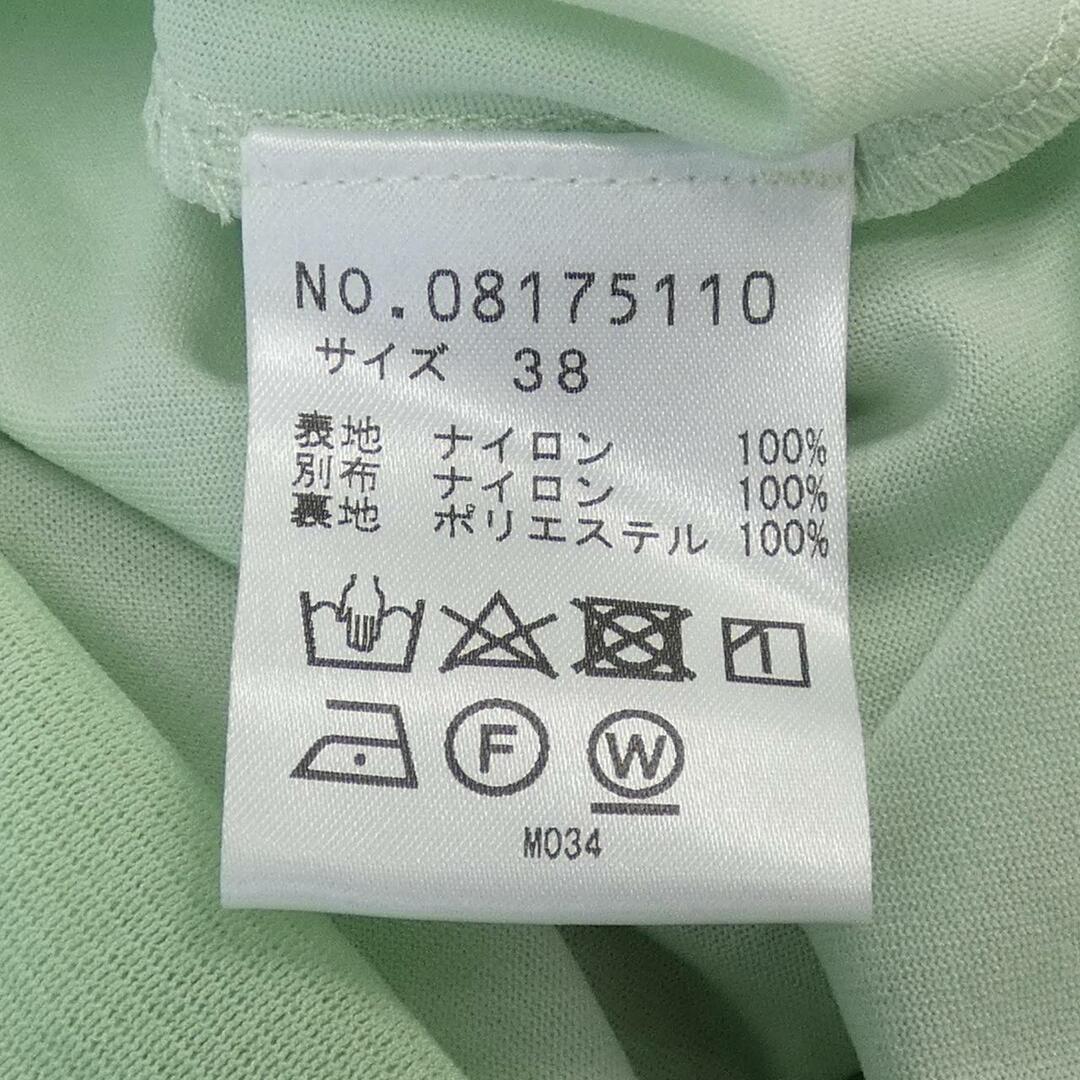 NO.08175110
サイズ 38
表地 ナイロン 100%
別布 ナイロン 100%
裏地 ポリエステル 100%
F W
M034